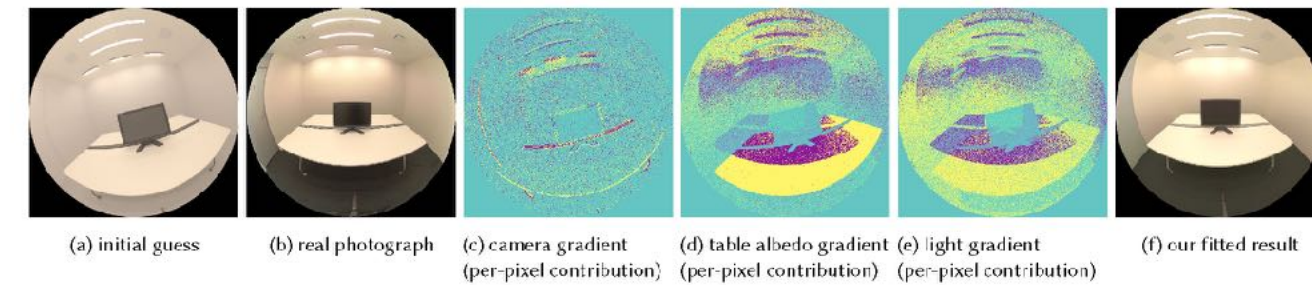 (a) initial guess
(b) real photograph
(c) camera gradient
(per-pixel contribution)
(d) table albedo gradient
(per-pixel contribution)
(e) light gradient
(per-pixel contribution)
(f) our fitted result